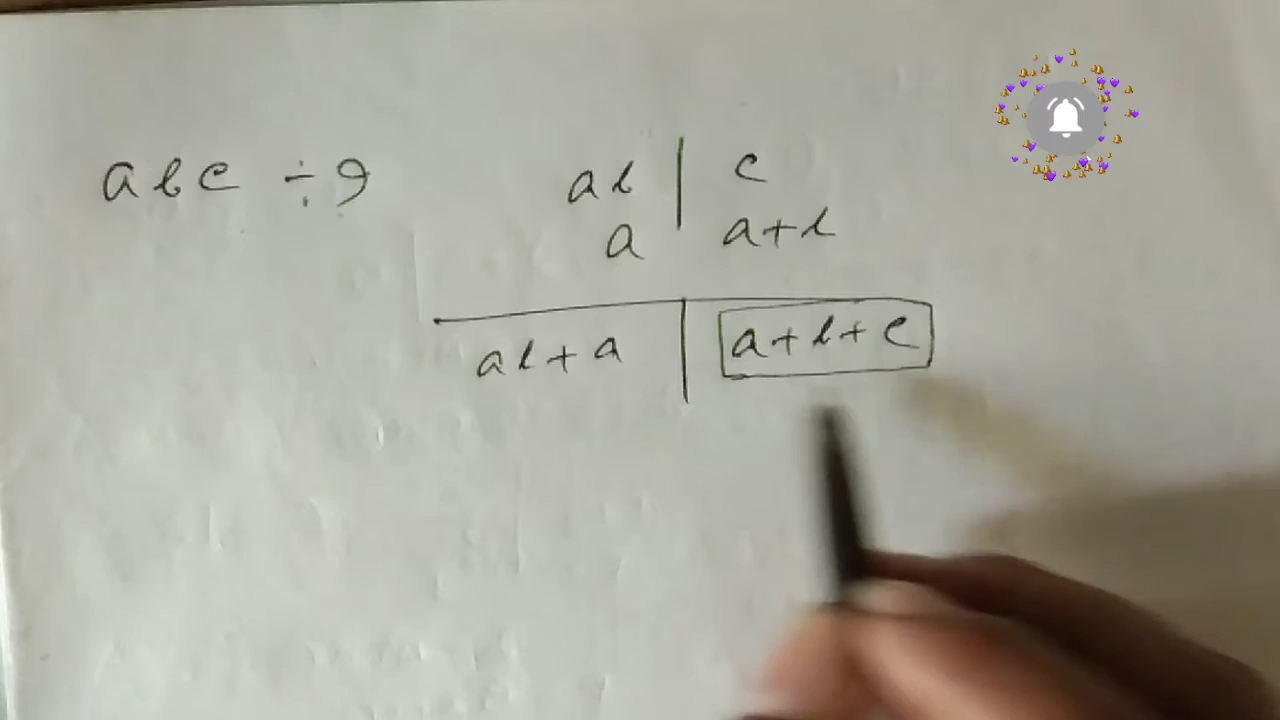 abc ÷ 9
ab | c
a | a+b
ab+a | a+b+c